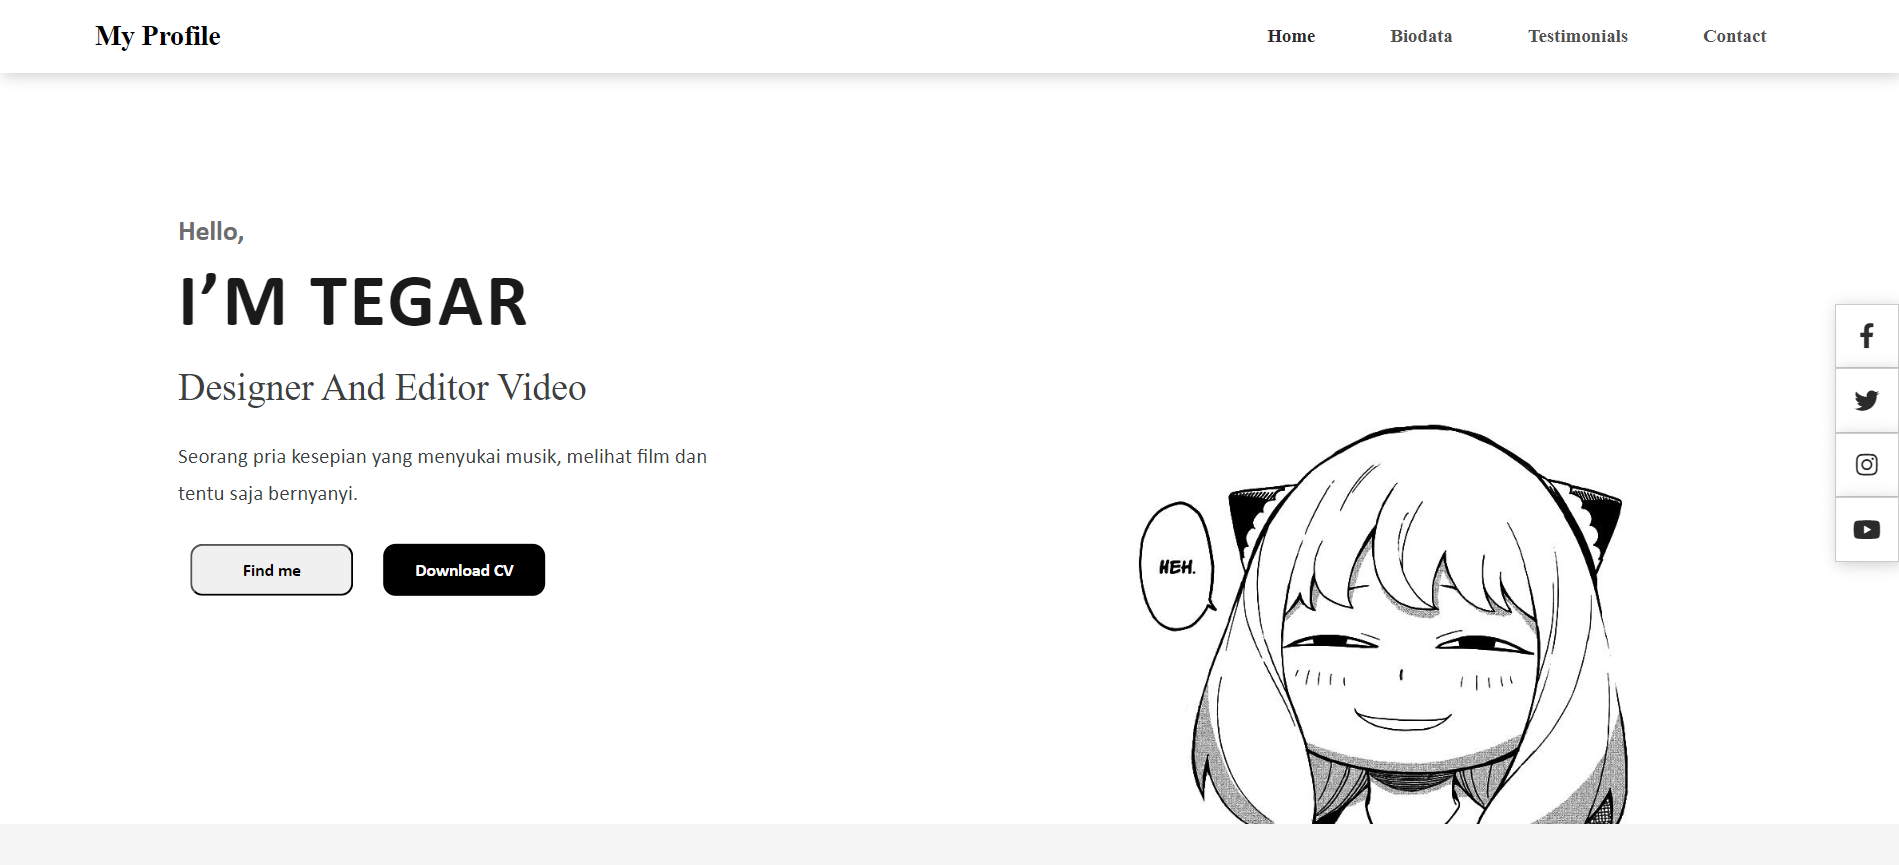 My Profile
Home
Biodata
Testimonials
Contact
Hello,
I’M TEGAR
Designer And Editor Video
Seorang pria kesepian yang menyukai musik, melihat film dan
tentu saja bernyanyi.
Find me
Download CV
HEH.